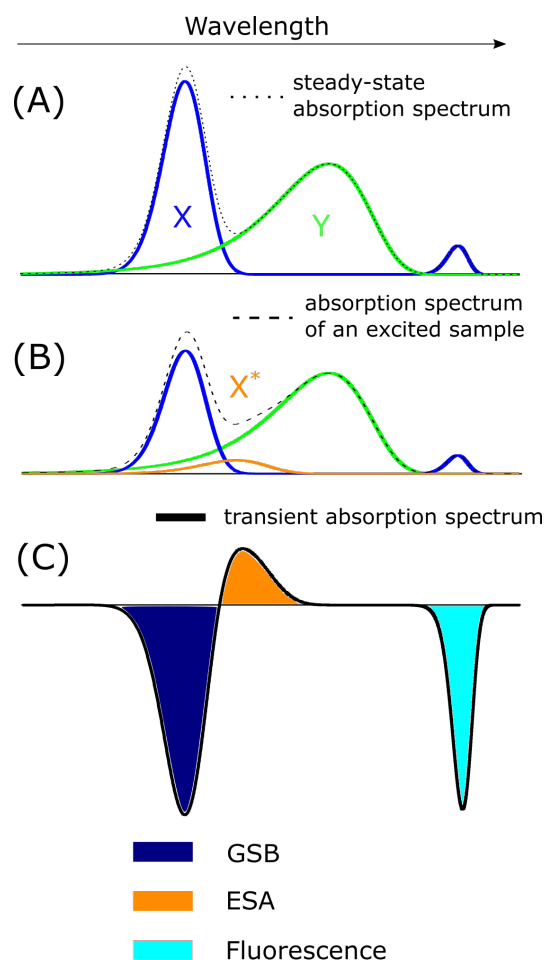 Wavelength
(A)
steady-state
absorption spectrum
X
Y
absorption spectrum
of an excited sample
(B)
X*
transient absorption spectrum
(C)
GSB
ESA
Fluorescence